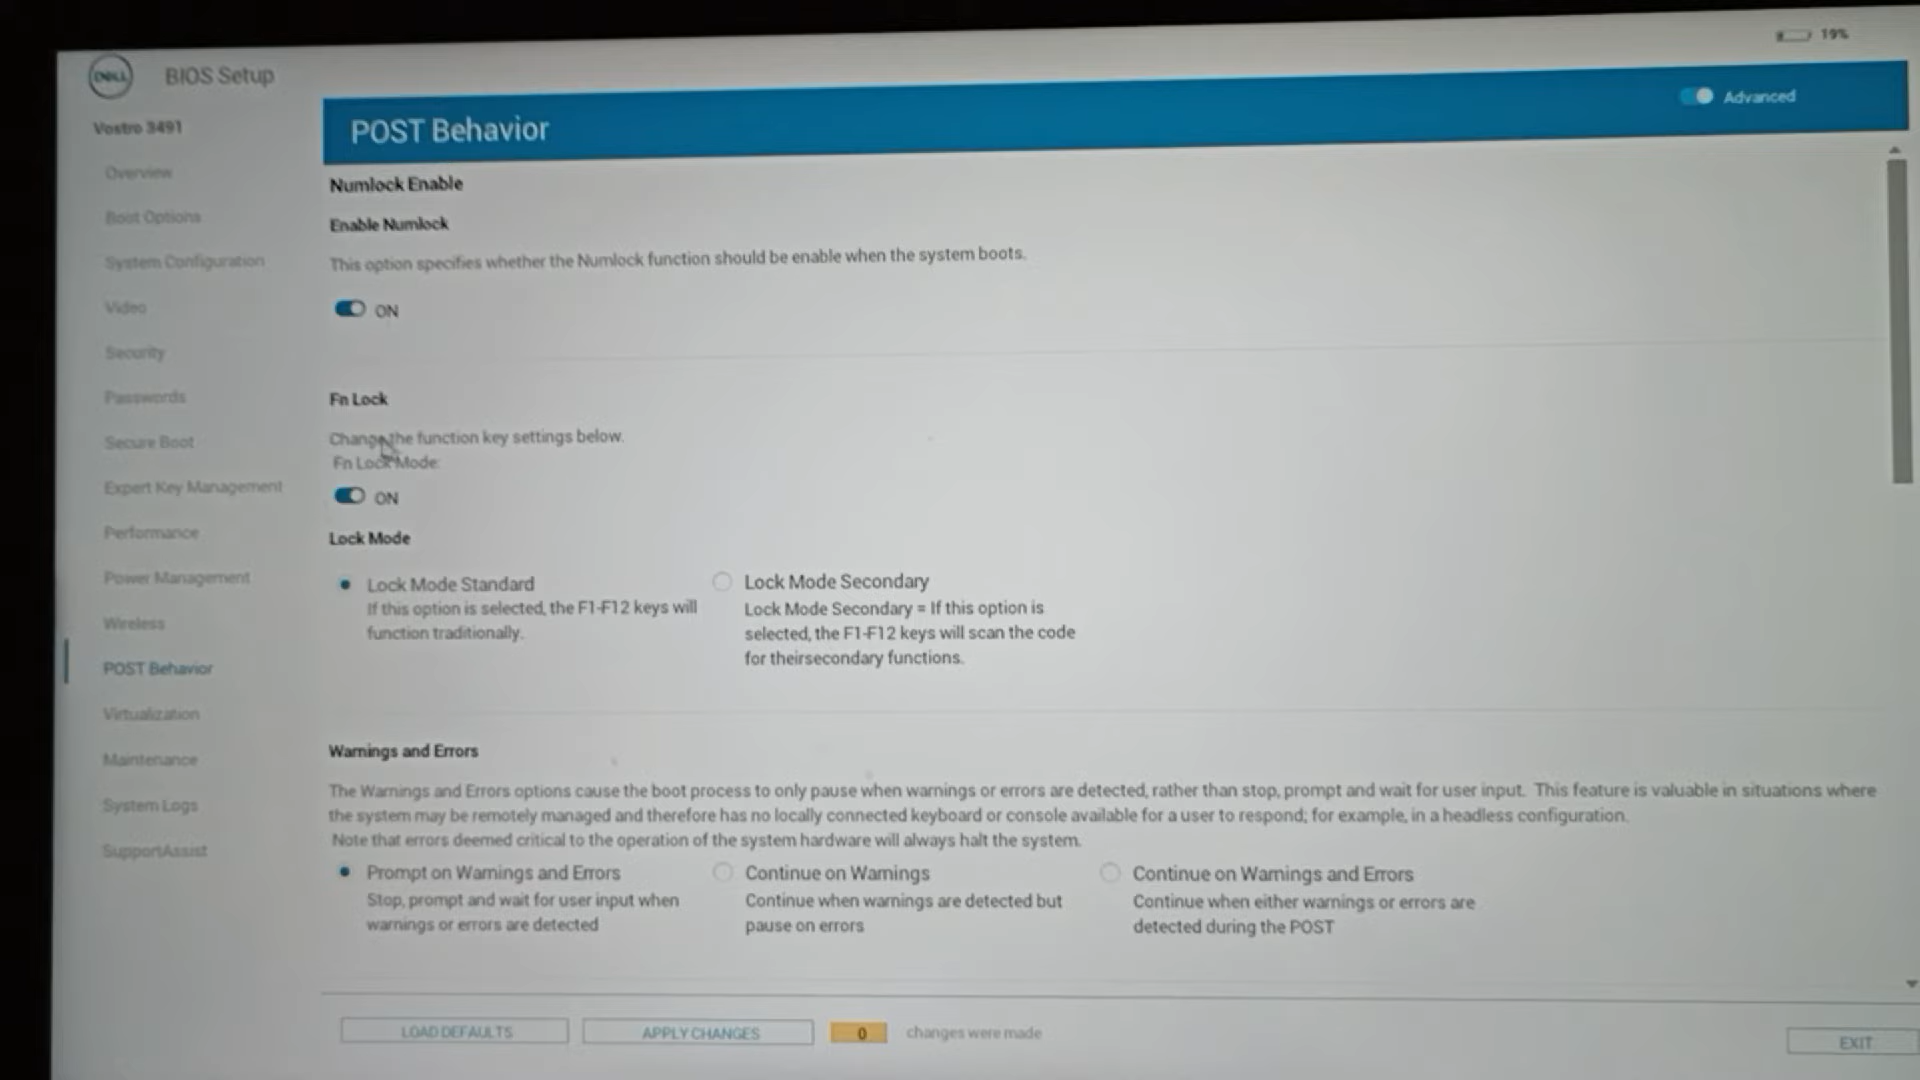 19%
DELL
BIOS Setup
Advanced
Vostro 3491
POST Behavior
Overview
Boot Options
System Configuration
Video
Security
Passwords
Secure Boot
Expert Key Management
Performance
Power Management
Wireless
POST Behavior
Virtualization
Maintenance
System Logs
SupportAssist
Numlock Enable
Enable Numlock
This option specifies whether the Numlock function should be enable when the system boots.
ON
Fn Lock
Change the function key settings below.
Fn Lock Mode:
ON
Lock Mode
Lock Mode Standard
If this option is selected, the F1-F12 keys will
function traditionally.
Lock Mode Secondary
Lock Mode Secondary = If this option is
selected, the F1-F12 keys will scan the code
for theirsecondary functions.
Warnings and Errors
The Warnings and Errors options cause the boot process to only pause when warnings or errors are detected, rather than stop, prompt and wait for user input. This feature is valuable in situations where
the system may be remotely managed and therefore has no locally connected keyboard or console available for a user to respond; for example, in a headless configuration.
Note that errors deemed critical to the operation of the system hardware will always halt the system.
Prompt on Warnings and Errors
Stop, prompt and wait for user input when
warnings or errors are detected
Continue on Warnings
Continue when warnings are detected but
pause on errors
Continue on Warnings and Errors
Continue when either warnings or errors are
detected during the POST
LOAD DEFAULTS
APPLY CHANGES
0
changes were made
EXIT